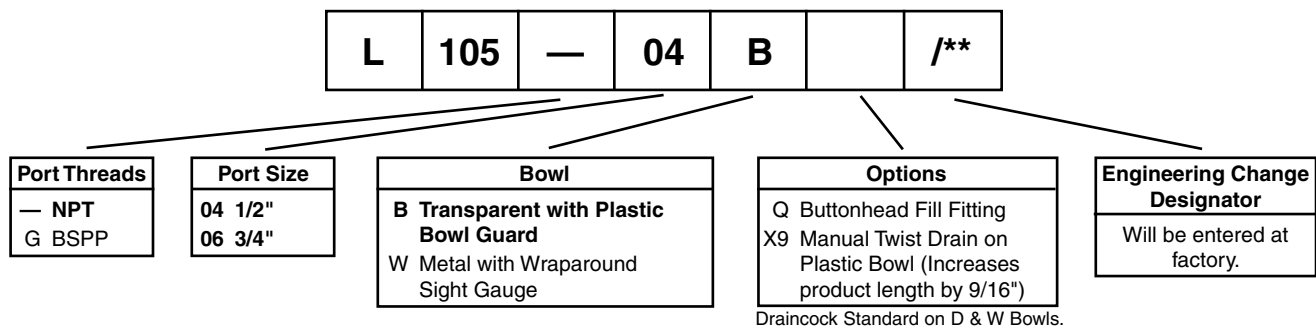 L 105 — 04 B /**
Port Threads
— NPT
G BSPP
Port Size
04 1/2"
06 3/4"
Bowl
B Transparent with Plastic
Bowl Guard
W Metal with Wraparound
Sight Gauge
Options
Q Buttonhead Fill Fitting
X9 Manual Twist Drain on
Plastic Bowl (Increases
product length by 9/16")
Draincock Standard on D & W Bowls.
Engineering Change
Designator
Will be entered at
factory.